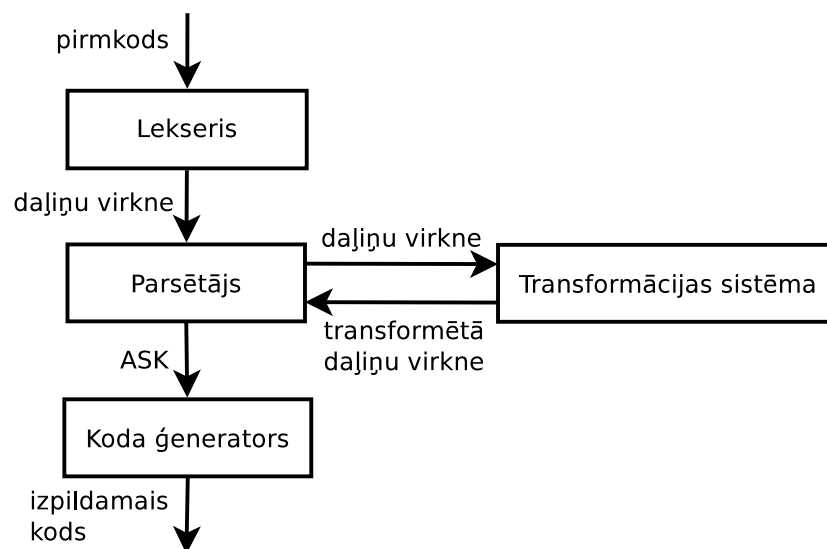 pirmkods
Lekseris
daļiņu virkne
daļiņu virkne
Parsētājs
Transformācijas sistēma
transformētā
daļiņu virkne
ASK
Koda ģenerators
izpildamais
kods